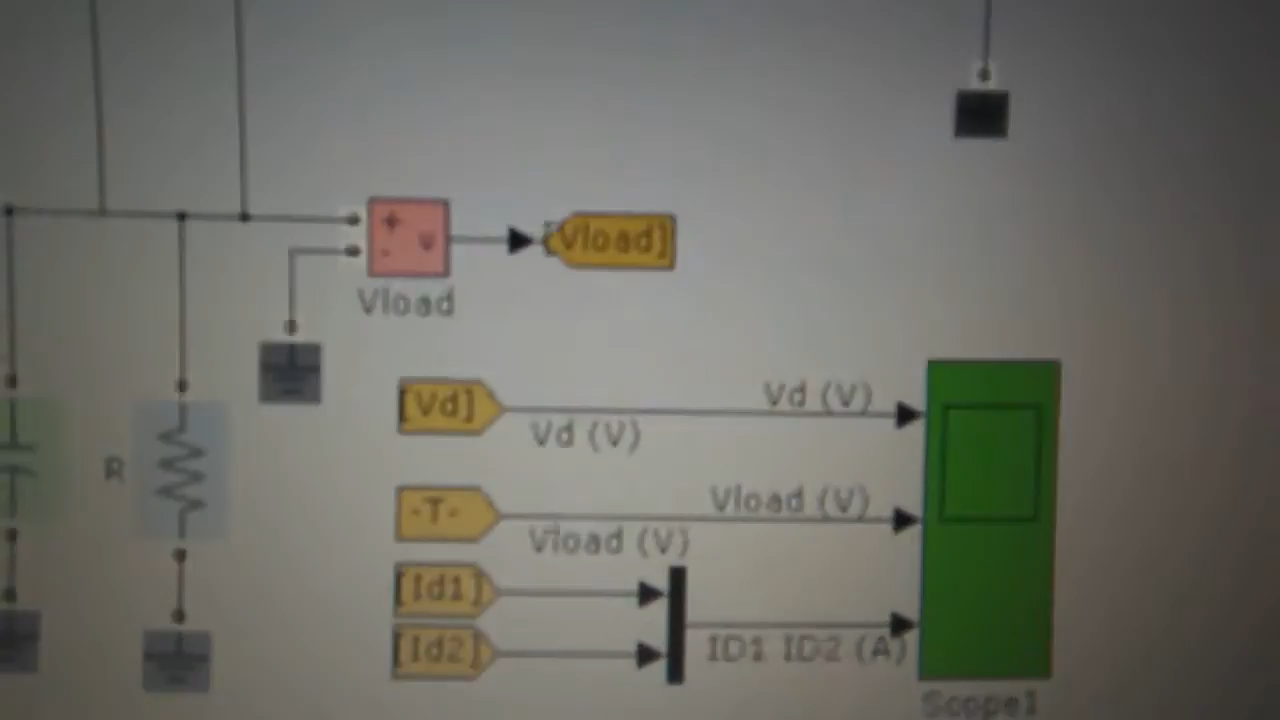 +
- v
[Vload]
Vload
[Vd]
Vd (V)
Vd (V)
R
-T-
Vload (V)
Vload (V)
[Id1]
[Id2]
ID1 ID2 (A)
Scope1